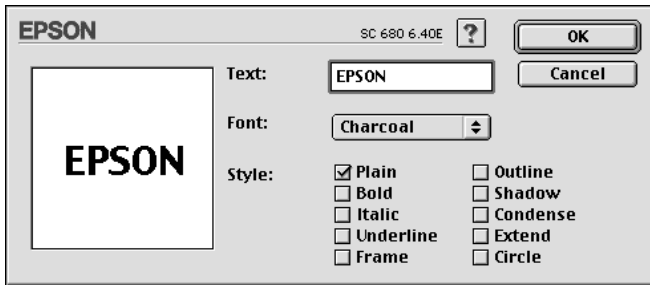 EPSON
SC 680 6.40E
?
OK
Text:
EPSON
Cancel
Font:
Charcoal
EPSON
Style:
Plain
Outline
Bold
Shadow
Italic
Condense
Underline
Extend
Frame
Circle